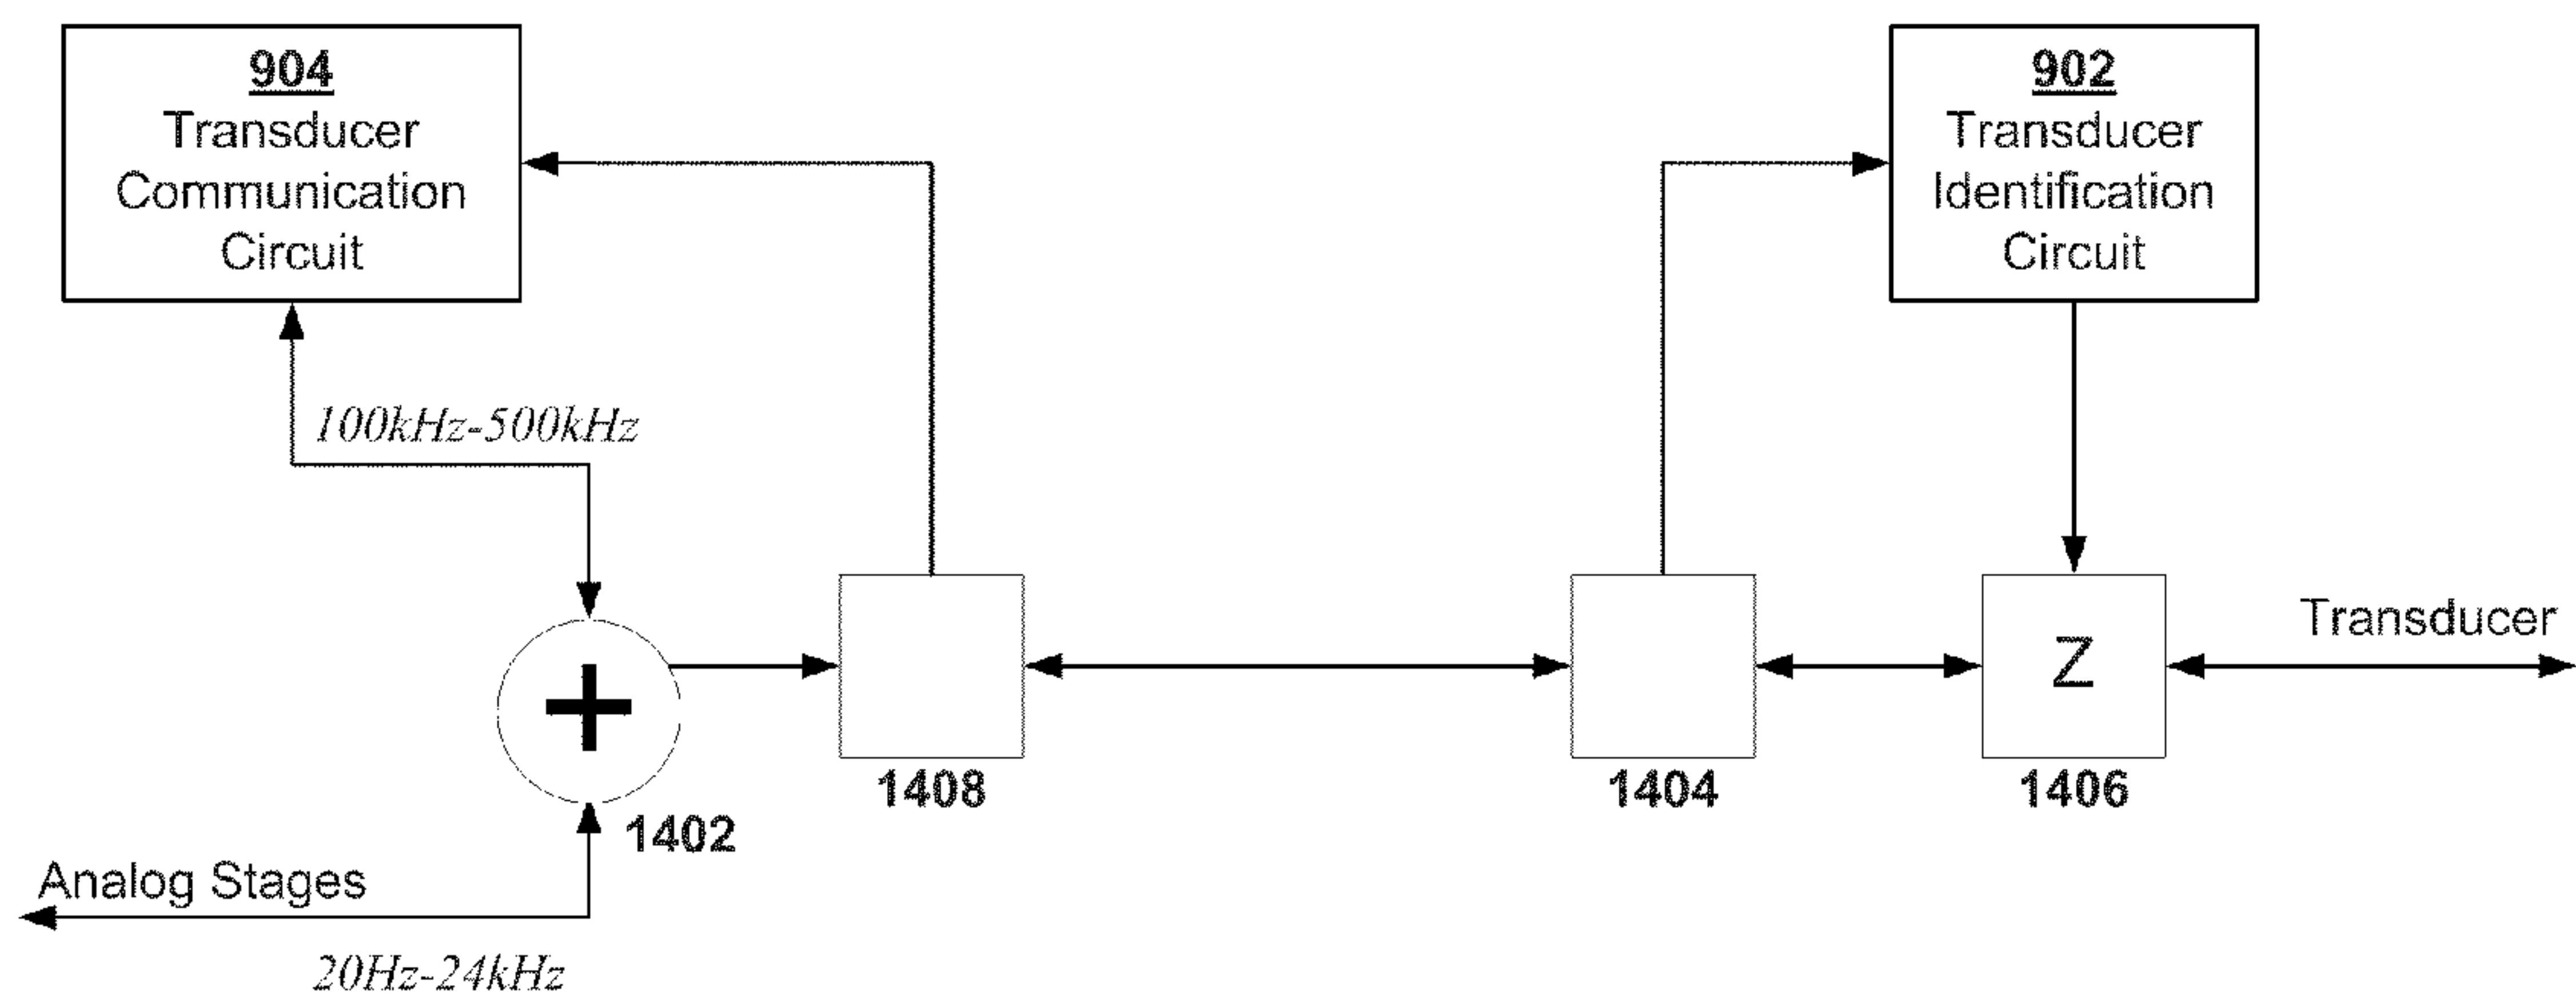 904
Transducer
Communication
Circuit
902
Transducer
Identification
Circuit
100kHz-500kHz
+
Z
Transducer
1408
1404
1406
1402
Analog Stages
20Hz-24kHz